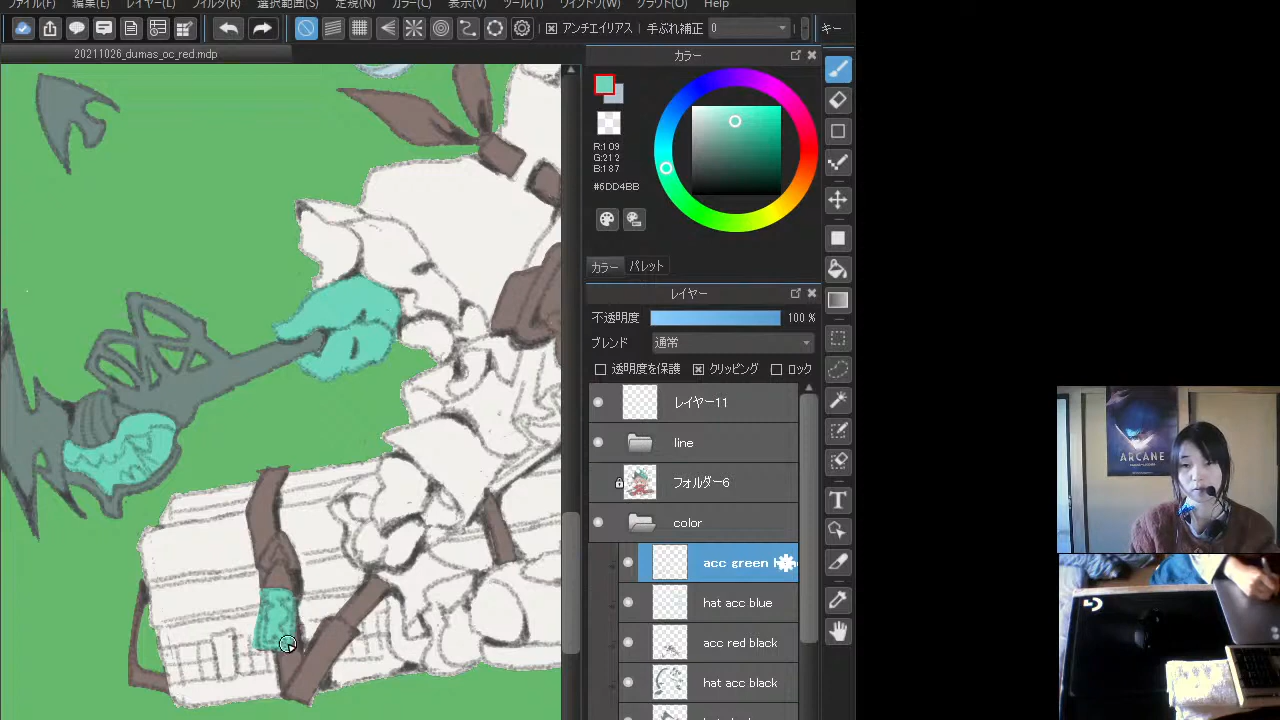 ファイル(F) 編集(E) レイヤー(L) フィルタ(R) 選択範囲(S) 定規(N) カラー(C) 表示(V) ツール(T) ウインドウ(W) クラウド(O) Help
アンチエイリアス 手ぶれ補正 0 キー
20211026_dumas_oc_red.mdp
カラー
R:109
G:212
B:187
#6DD4BB
カラー パレット
レイヤー
不透明度 100 %
ブレンド 通常
透明度を保護 クリッピング ロック
レイヤー11
line
フォルダー6
color
acc green h
hat acc blue
acc red black
hat acc black
ARCANE